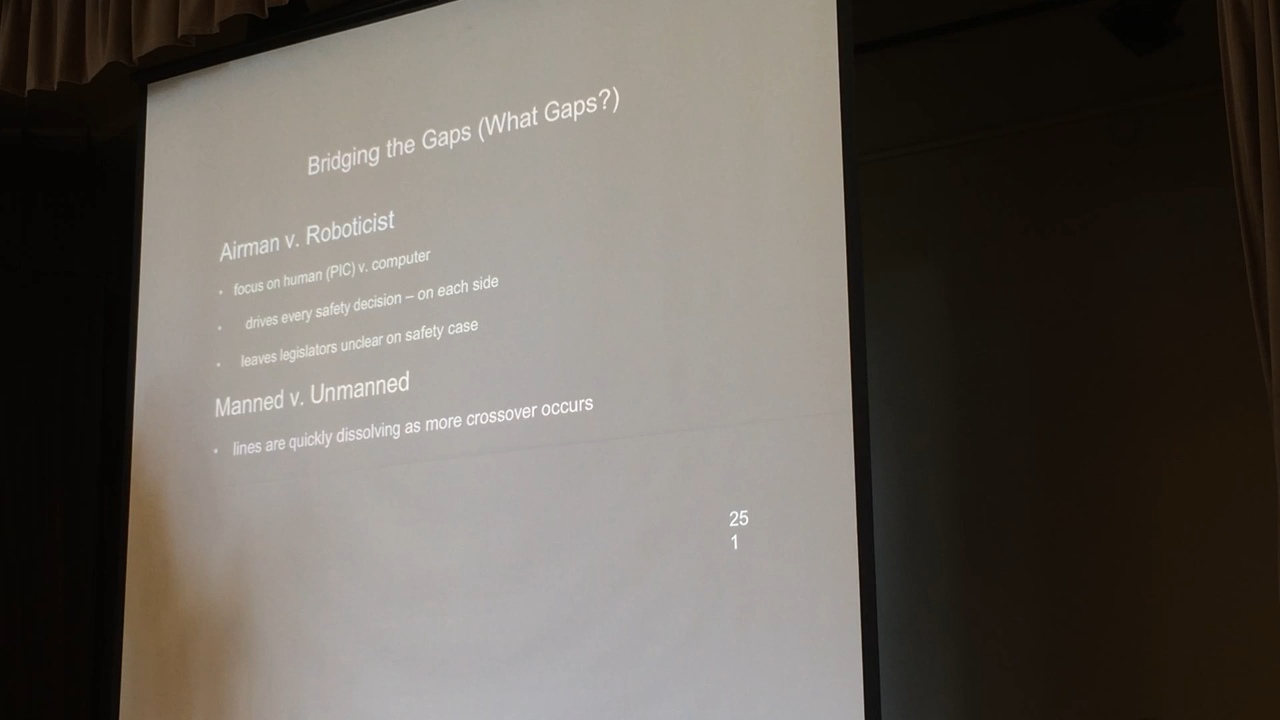 Bridging the Gaps (What Gaps?)
Airman v. Roboticist
• focus on human (PIC) v. computer
• drives every safety decision – on each side
• leaves legislators unclear on safety case
Manned v. Unmanned
• lines are quickly dissolving as more crossover occurs
25
1